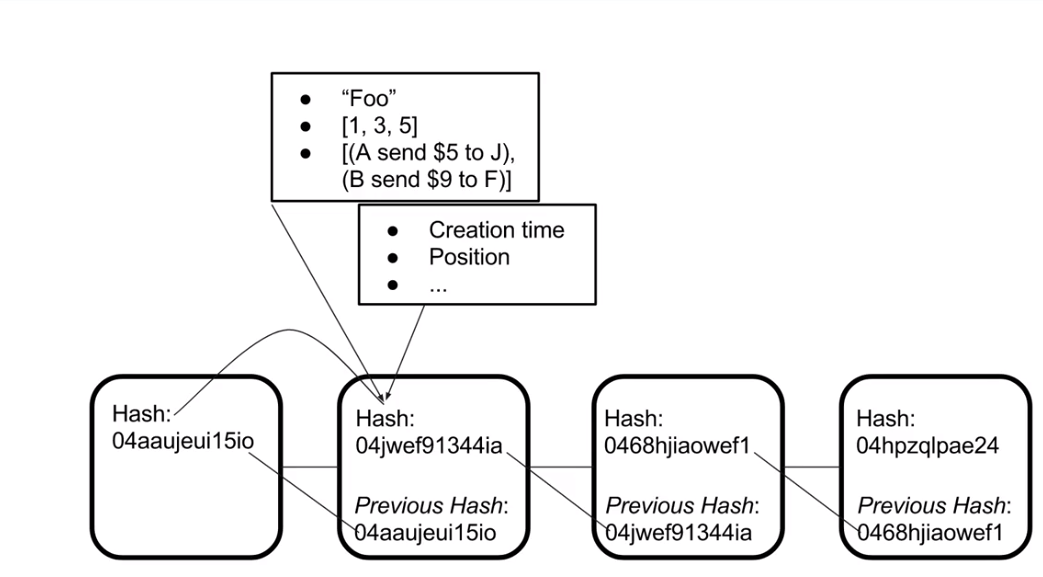 “Foo”
[1, 3, 5]
[(A send $5 to J),
(B send $9 to F)]
Creation time
Position
...
Hash:
04aaujeui15io
Hash:
04jwef91344ia
Previous Hash:
04aaujeui15io
Hash:
0468hjiaowef1
Previous Hash:
04jwef91344ia
Hash:
04hpzqlpae24
Previous Hash:
0468hjiaowef1